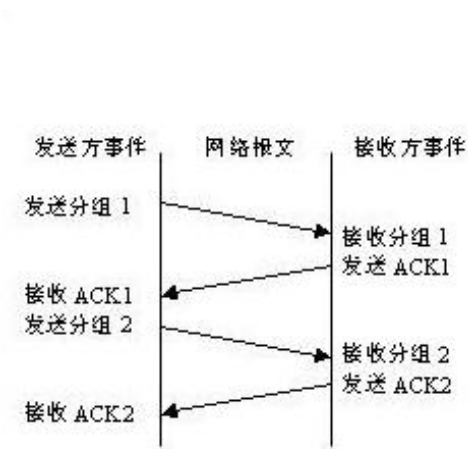 发送方事件 网络报文 接收方事件
发送分组 1
接收分组 1
发送 ACK1
接收 ACK1
发送分组 2
接收分组 2
发送 ACK2
接收 ACK2